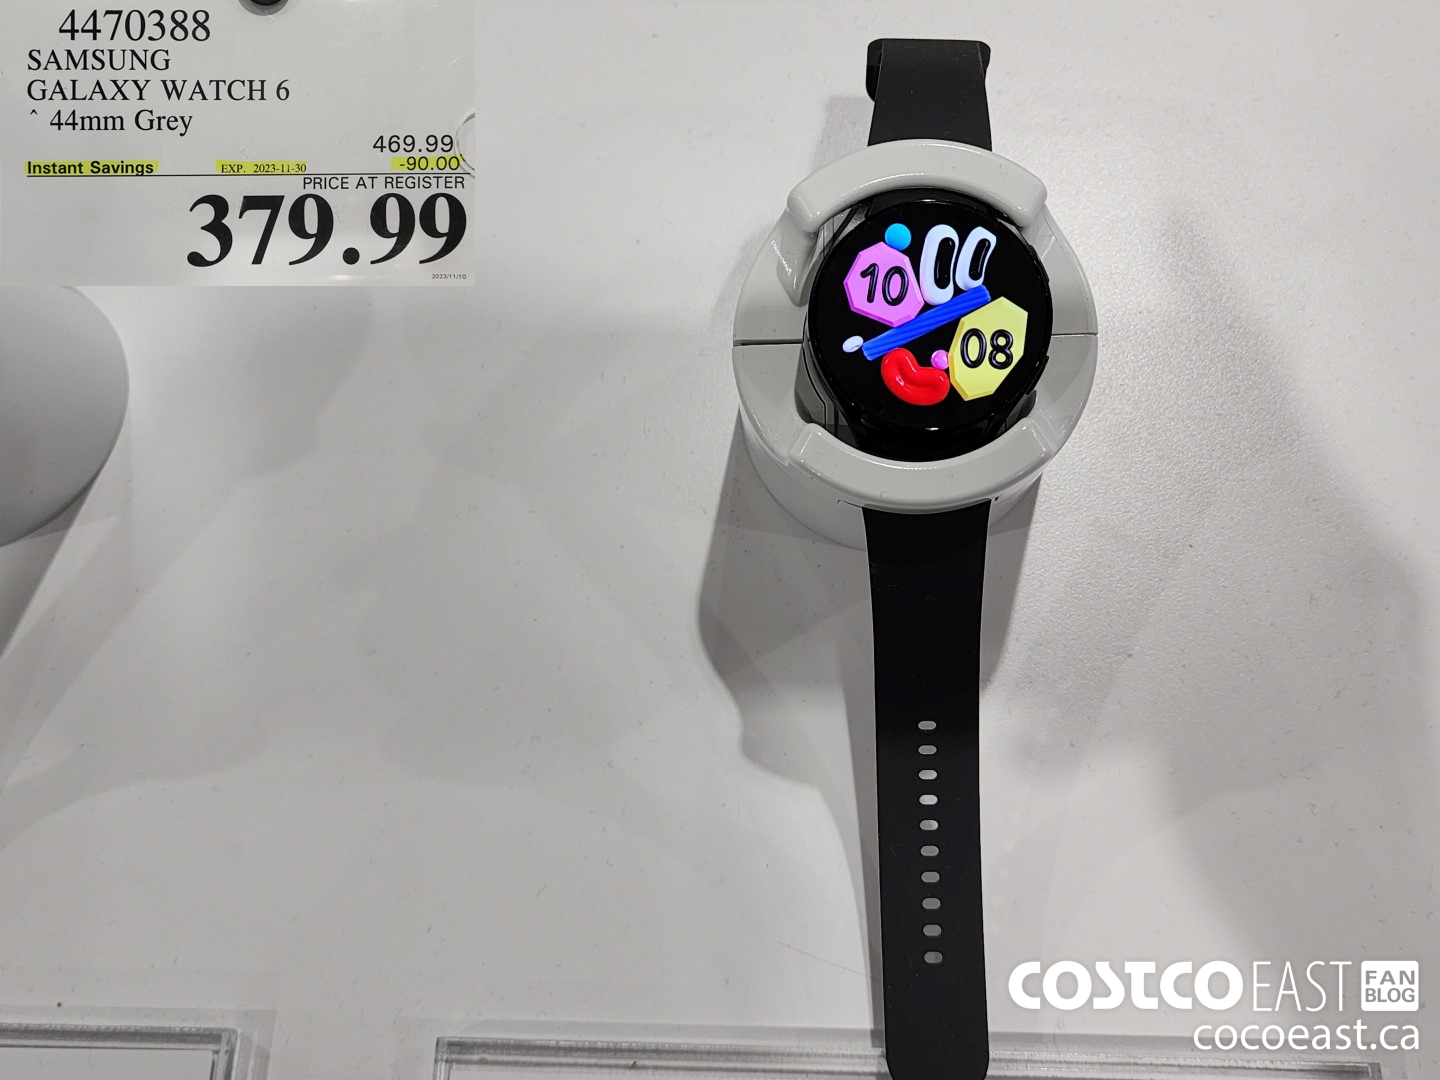 4470388
SAMSUNG
GALAXY WATCH 6
^ 44mm Grey
469.99
Instant Savings EXP. 2023-11-30 -90.00
PRICE AT REGISTER
379.99
2023/11/10
10
08
COSTCO EAST FAN BLOG
cocoeast.ca